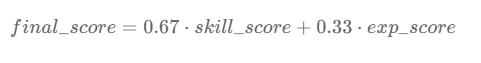 final_score = 0.67 · skill_score + 0.33 · exp_score